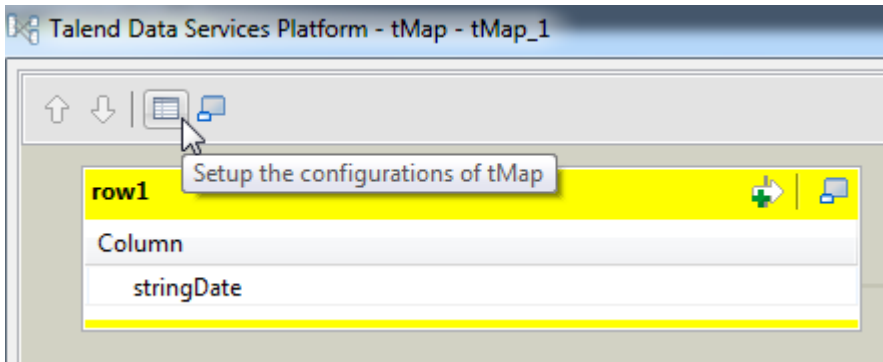 Talend Data Services Platform - tMap - tMap_1
Setup the configurations of tMap
row1
Column
stringDate